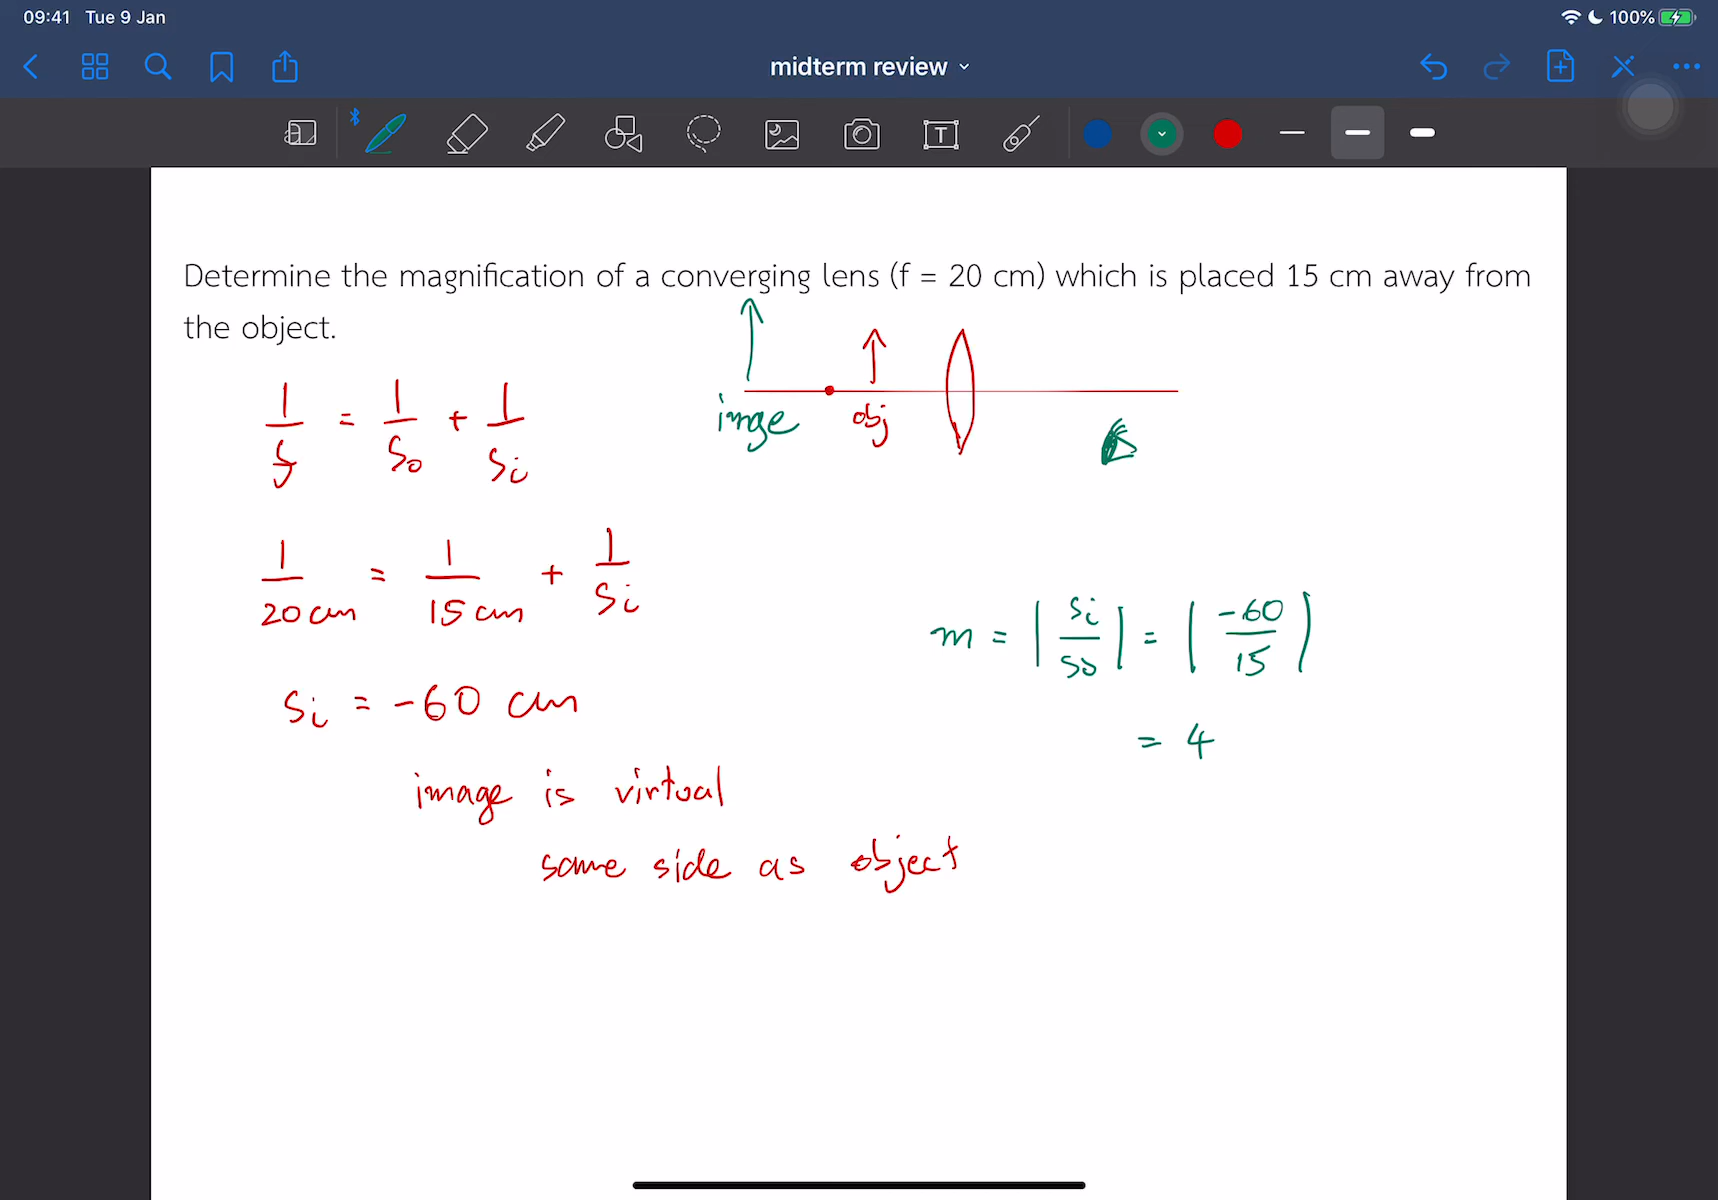 09:41 Tue 9 Jan 100%
midterm review
T
Determine the magnification of a converging lens (f = 20 cm) which is placed 15 cm away from
the object.
imge obj
1/f = 1/So + 1/Si
1/20 cm = 1/15 cm + 1/Si
m = |Si/So| = |-60/15|
Si = -60 cm
= 4
image is virtual
same side as object